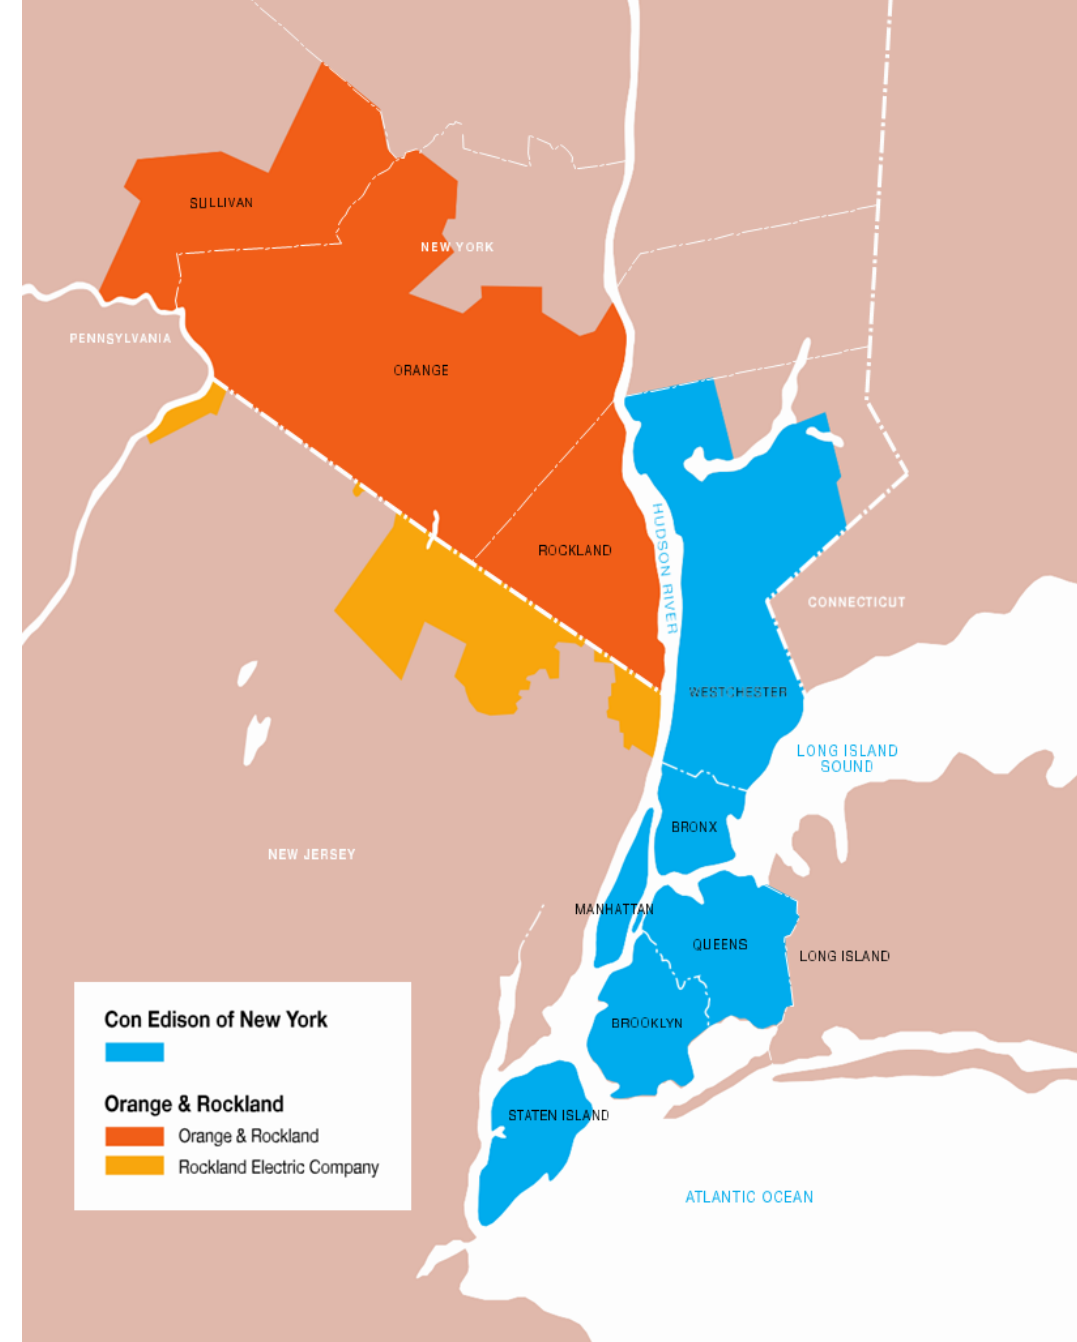 SULLIVAN
NEW YORK
PENNSYLVANIA
ORANGE
HUDSON RIVER
ROCKLAND
CONNECTICUT
WESTCHESTER
LONG ISLAND
SOUND
BRONX
NEW JERSEY
MANHATTAN
QUEENS
LONG ISLAND
BROOKLYN
STATEN ISLAND
ATLANTIC OCEAN
Con Edison of New York
Orange & Rockland
Orange & Rockland
Rockland Electric Company